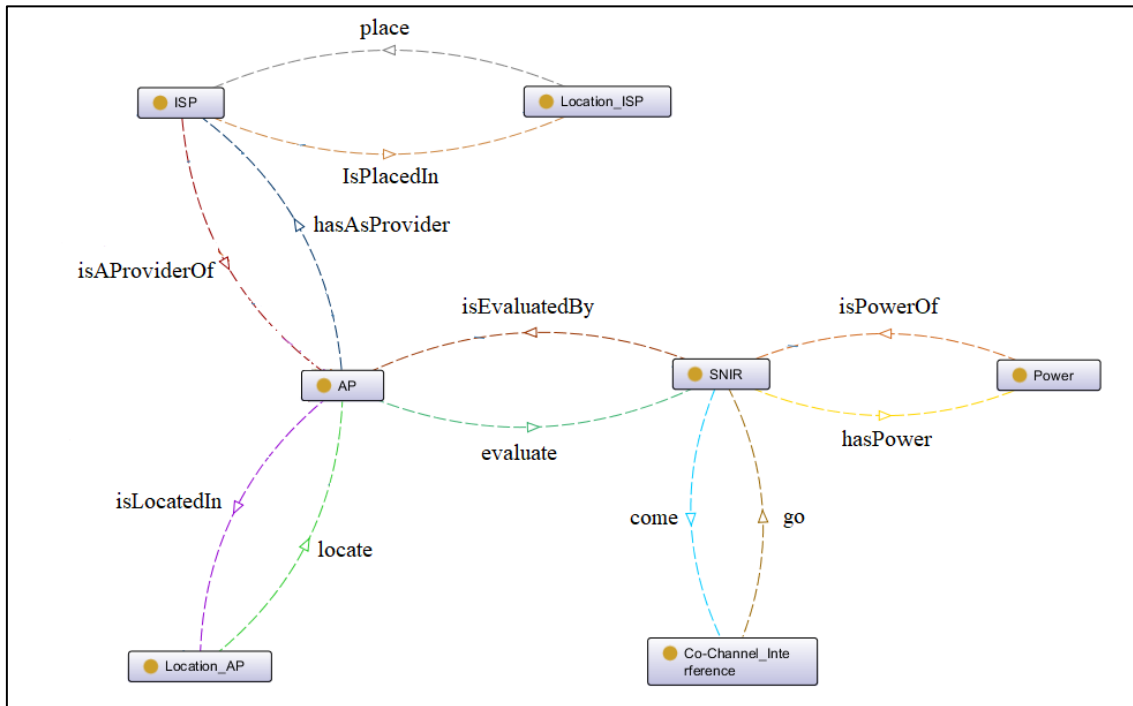 place
ISP
Location_ISP
IsPlacedIn
hasAsProvider
isAProviderOf
isEvaluatedBy
isPowerOf
AP
SNIR
Power
evaluate
hasPower
isLocatedIn
come
go
locate
Location_AP
Co-Channel_Inte
rference